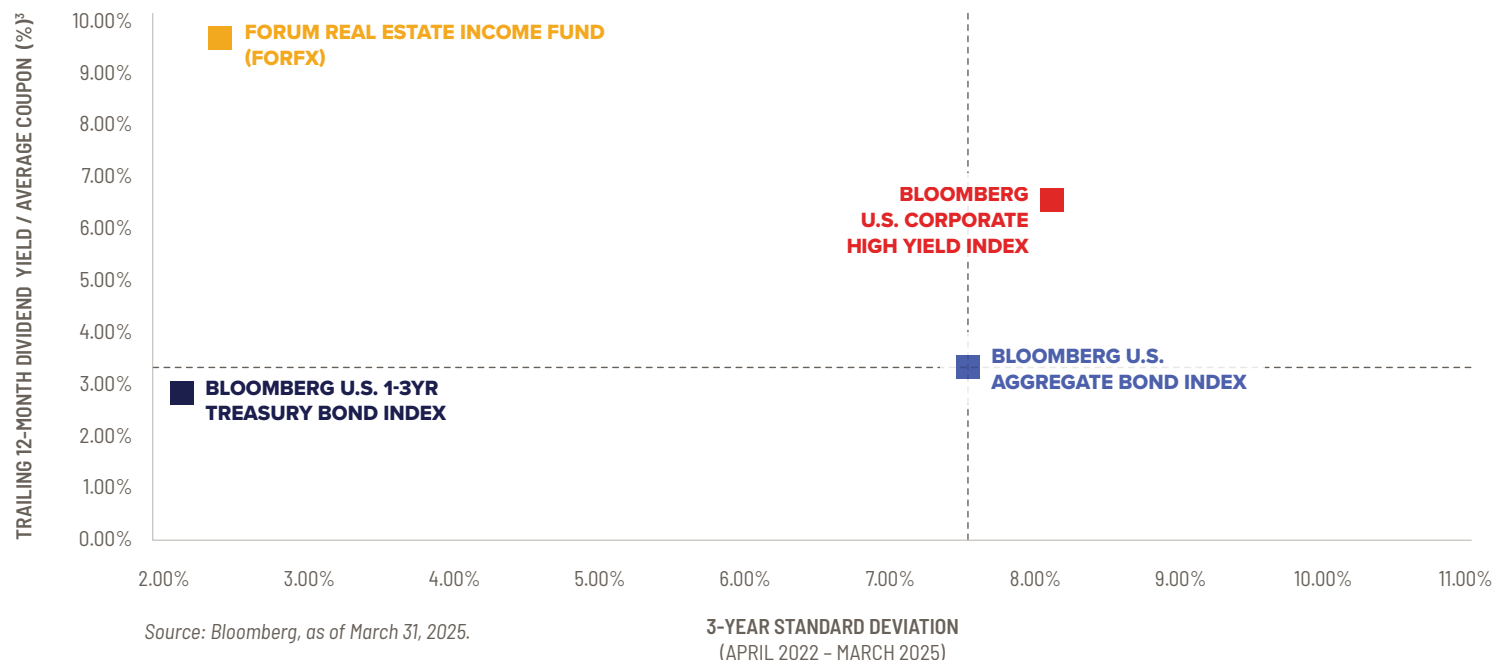 TRAILING 12-MONTH DIVIDEND YIELD / AVERAGE COUPON (%)³
10.00%
9.00%
8.00%
7.00%
6.00%
5.00%
4.00%
3.00%
2.00%
1.00%
0.00%
FORUM REAL ESTATE INCOME FUND
(FORFX)
BLOOMBERG
U.S. CORPORATE
HIGH YIELD INDEX
BLOOMBERG U.S.
AGGREGATE BOND INDEX
BLOOMBERG U.S. 1-3YR
TREASURY BOND INDEX
2.00% 3.00% 4.00% 5.00% 6.00% 7.00% 8.00% 9.00% 10.00% 11.00%
Source: Bloomberg, as of March 31, 2025.
3-YEAR STANDARD DEVIATION
(APRIL 2022 – MARCH 2025)